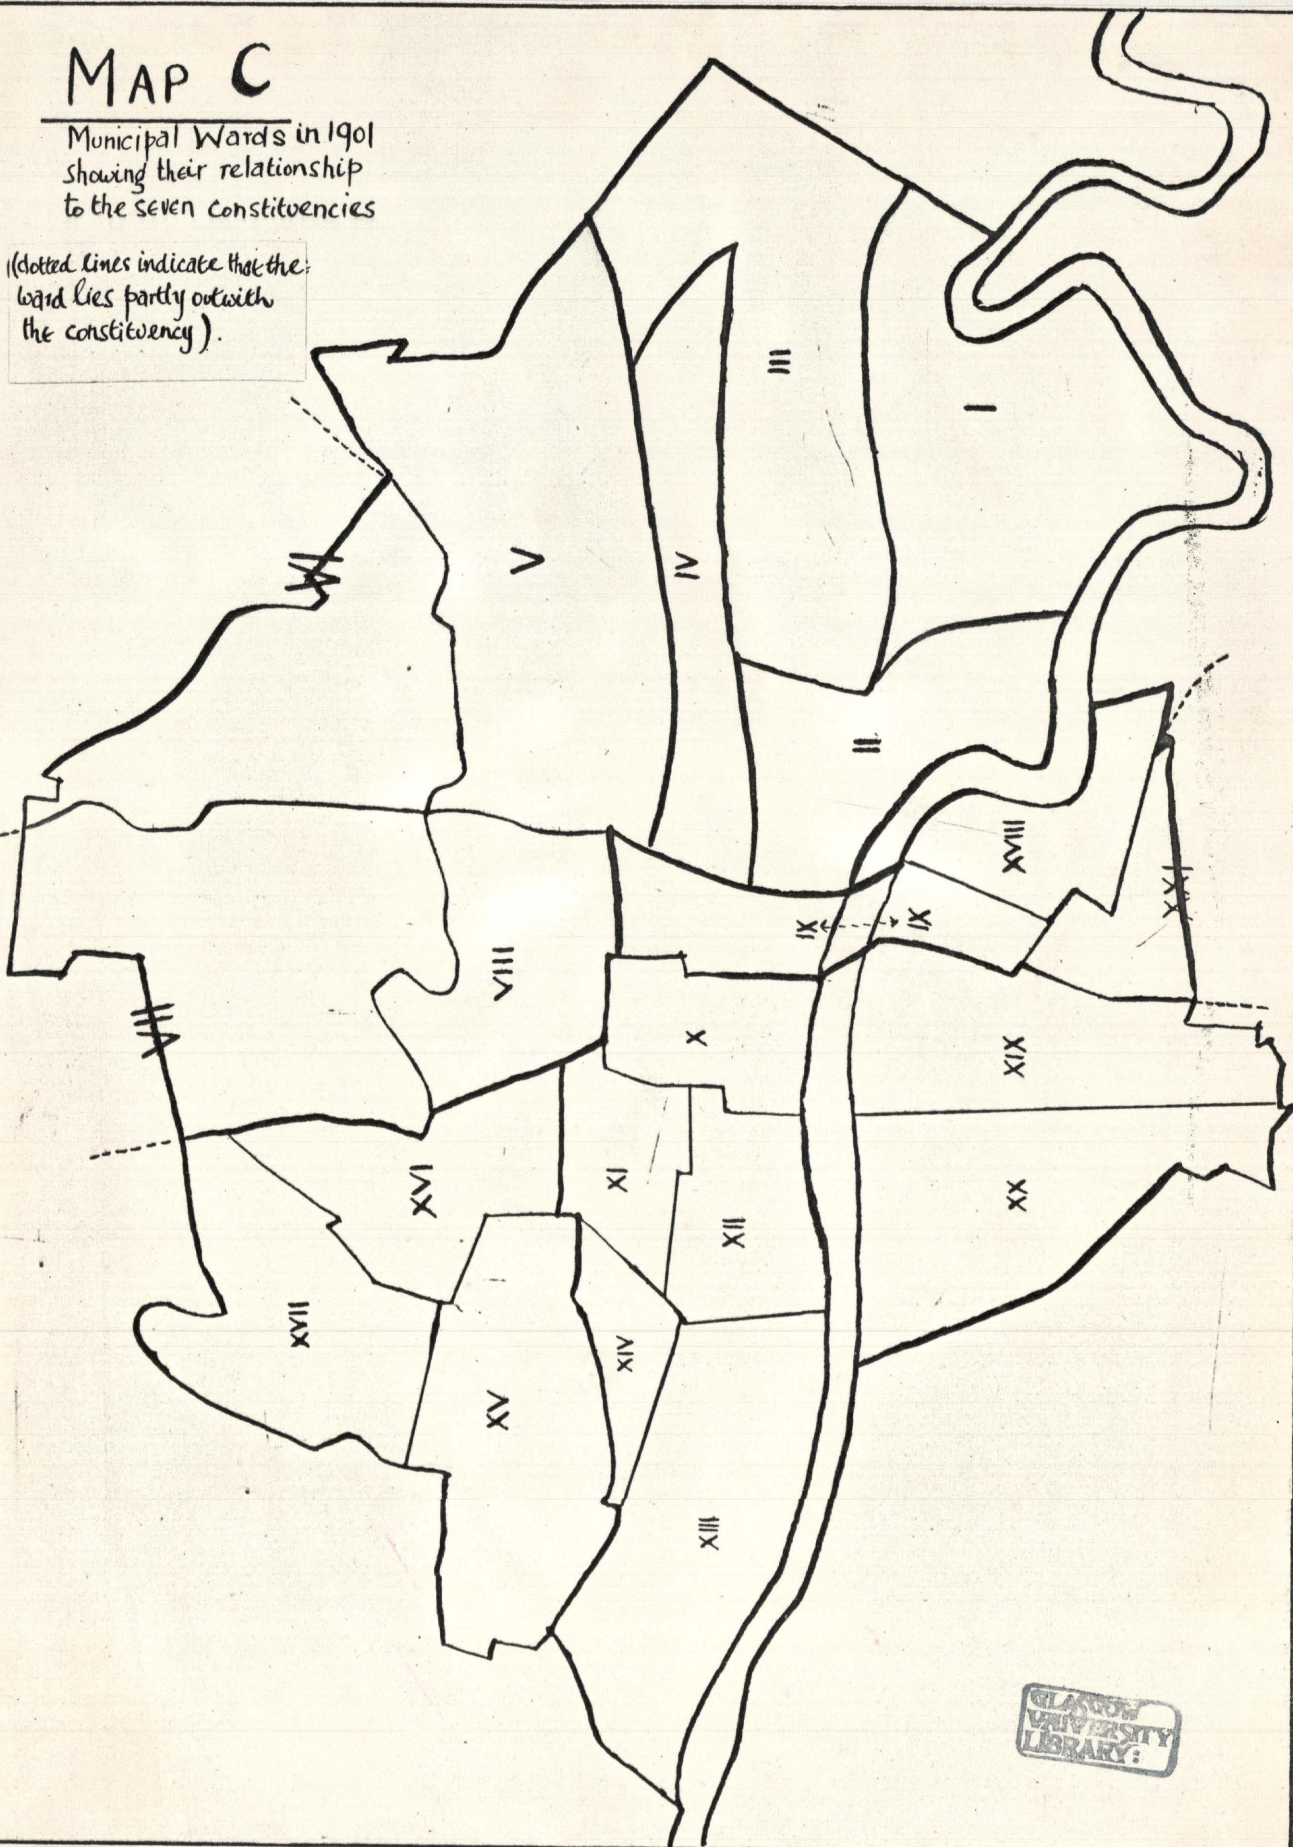 MAP C
Municipal Wards in 1901
showing their relationship
to the seven constituencies
(dotted lines indicate that the
ward lies partly outwith
the constituency).
III
I
V
IV
VI
II
XVIII
XXI
IX
IX
VIII
VII
X
XIX
XI
XVI
XX
XII
XVII
XIV
XV
XIII
GLASGOW
UNIVERSITY
LIBRARY: